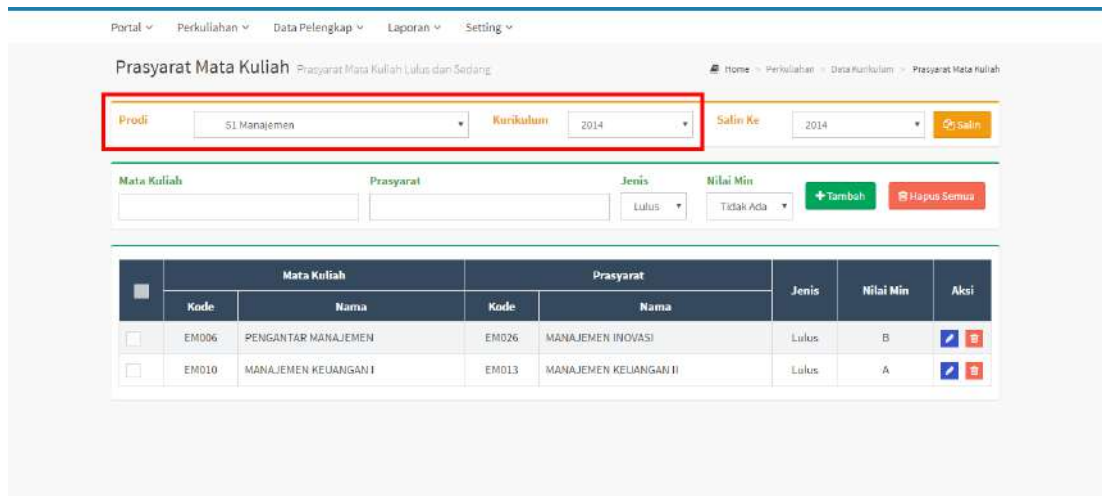 Portal Perkuliahan Data Pelengkap Laporan Setting
Prasyarat Mata Kuliah Prasyarat Mata Kuliah Lulus dan Sedang
Home > Perkuliahan > Data Kurikulum > Prasyarat Mata Kuliah
Prodi S1 Manajemen Kurikulum 2014 Salin Ke 2014 Salin
Mata Kuliah Prasyarat Jenis Nilai Min
Lulus Tidak Ada Tambah Hapus Semua
Mata Kuliah Prasyarat Jenis Nilai Min Aksi
Kode Nama Kode Nama
EM006 PENGANTAR MANAJEMEN EM026 MANAJEMEN INOVASI Lulus B
EM010 MANAJEMEN KEUANGAN I EM013 MANAJEMEN KEUANGAN II Lulus A